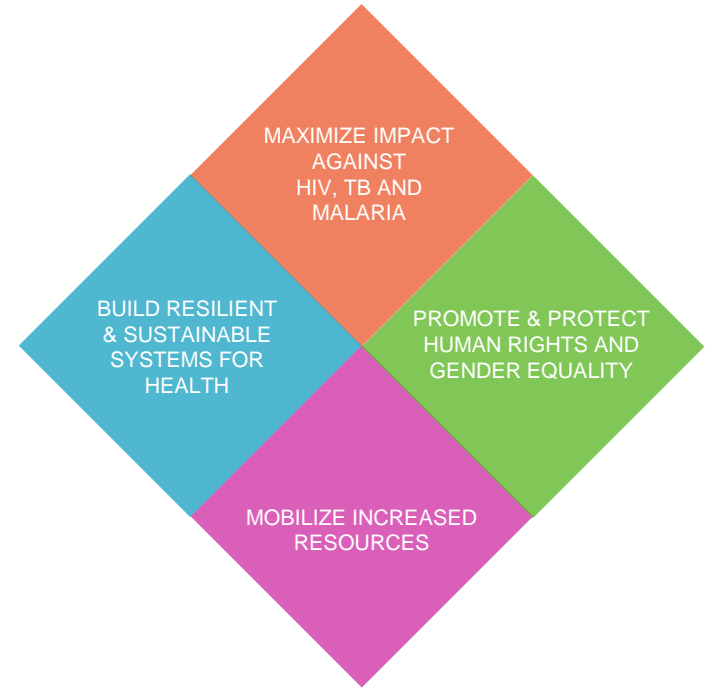 MAXIMIZE IMPACT
AGAINST
HIV, TB AND
MALARIA
BUILD RESILIENT
& SUSTAINABLE
SYSTEMS FOR
HEALTH
PROMOTE & PROTECT
HUMAN RIGHTS AND
GENDER EQUALITY
MOBILIZE INCREASED
RESOURCES